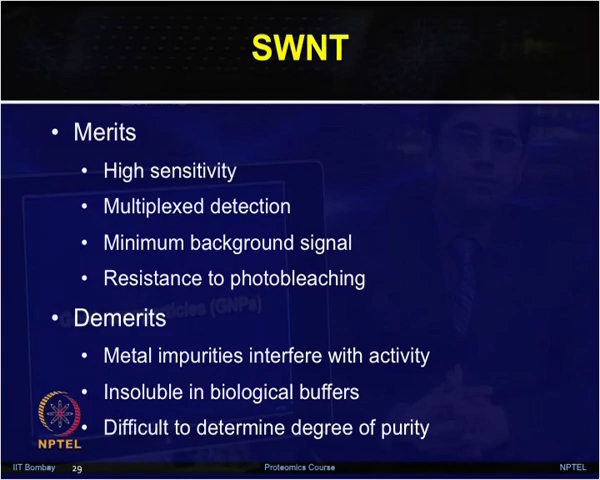 SWNT
• Merits
• High sensitivity
• Multiplexed detection
• Minimum background signal
• Resistance to photobleaching
• Demerits
• Metal impurities interfere with activity
• Insoluble in biological buffers
• Difficult to determine degree of purity
NPTEL
IIT Bombay 29 Proteomics Course NPTEL